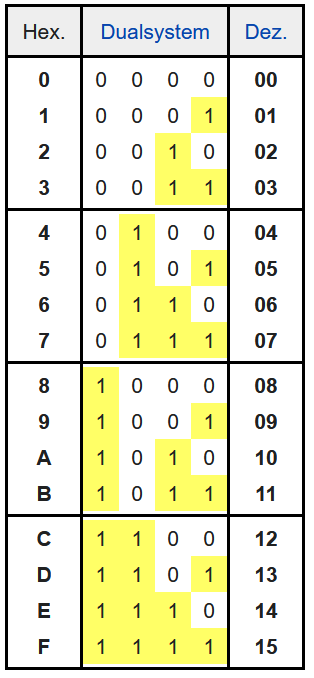 Hex. Dualsystem Dez.
0 0 0 0 0 00
1 0 0 0 1 01
2 0 0 1 0 02
3 0 0 1 1 03
4 0 1 0 0 04
5 0 1 0 1 05
6 0 1 1 0 06
7 0 1 1 1 07
8 1 0 0 0 08
9 1 0 0 1 09
A 1 0 1 0 10
B 1 0 1 1 11
C 1 1 0 0 12
D 1 1 0 1 13
E 1 1 1 0 14
F 1 1 1 1 15